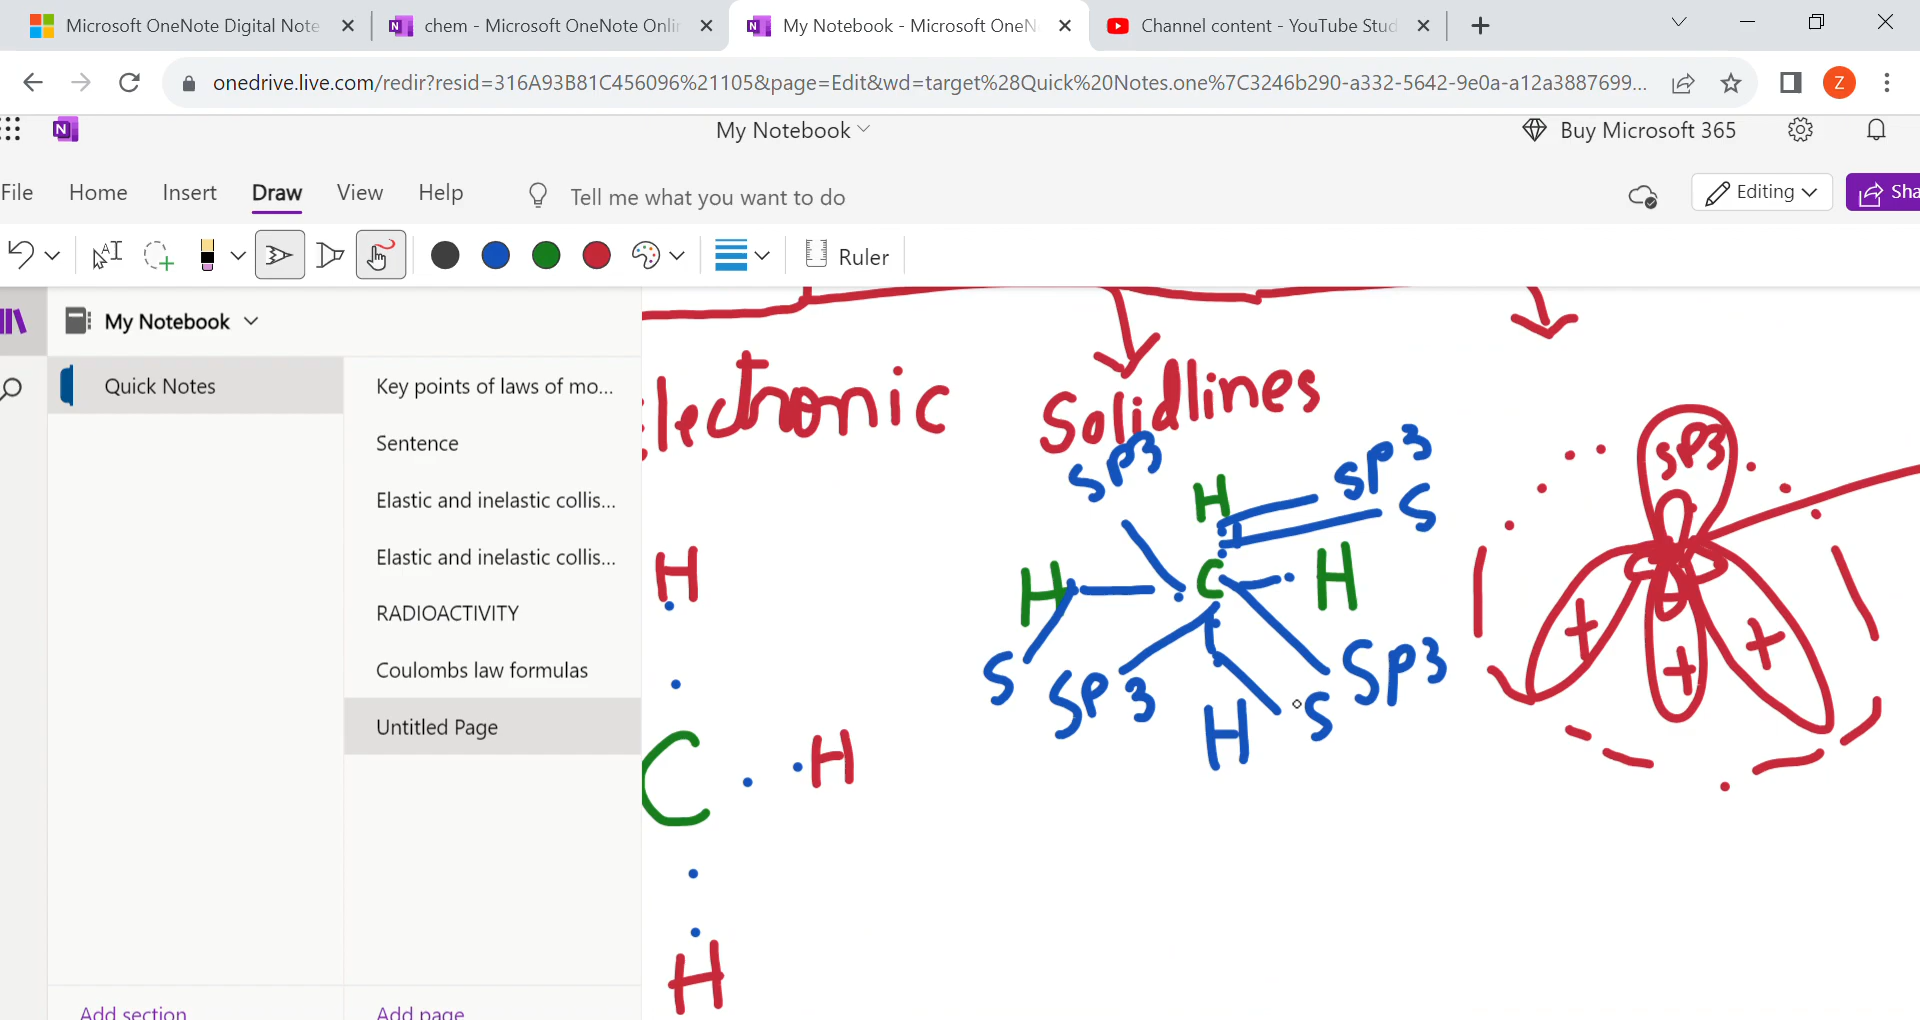 Microsoft OneNote Digital Note
chem - Microsoft OneNote Onli
My Notebook - Microsoft OneN
Channel content - YouTube Stud
onedrive.live.com/redir?resid=316A93B81C456096%21105&page=Edit&wd=target%28Quick%20Notes.one%7C3246b290-a332-5642-9e0a-a12a3887699...
Z
My Notebook
Buy Microsoft 365
File Home Insert Draw View Help Tell me what you want to do
Editing
Sha
Ruler
My Notebook
Quick Notes
Key points of laws of mo...
Sentence
Elastic and inelastic collis...
Elastic and inelastic collis...
RADIOACTIVITY
Coulombs law formulas
Untitled Page
Add section
Add page
lectronic
Solidlines
H
C
H
H
SP3
H
SP3
S
H
C
H
S
SP3
H
S
SP3
SP3
+
+
+